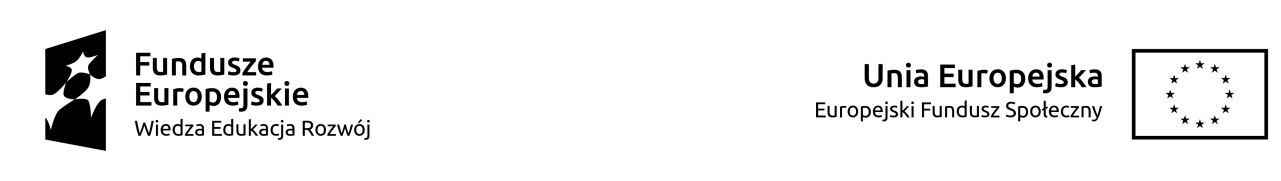 Fundusze
Europejskie
Wiedza Edukacja Rozwój
Unia Europejska
Europejski Fundusz Społeczny